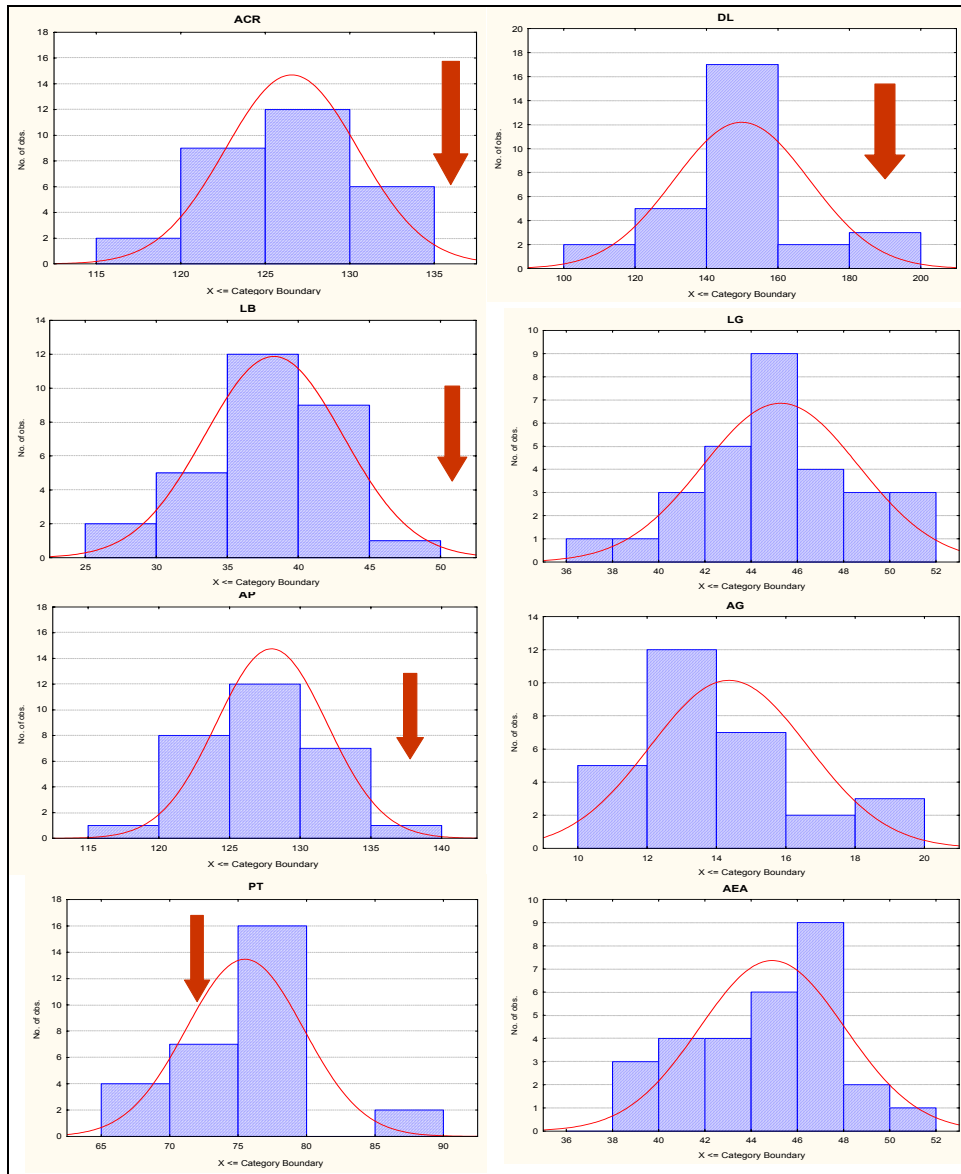 ACR
18
16
14
12
10
8
6
4
2
0
No. of obs.
115 120 125 130 135
X <= Category Boundary
DL
20
18
16
14
12
10
8
6
4
2
0
No. of obs.
100 120 140 160 180 200
X <= Category Boundary
LB
14
12
10
8
6
4
2
0
No. of obs.
25 30 35 40 45 50
X <= Category Boundary
LG
10
9
8
7
6
5
4
3
2
1
0
No. of obs.
36 38 40 42 44 46 48 50 52
X <= Category Boundary
AP
18
16
14
12
10
8
6
4
2
0
No. of obs.
115 120 125 130 135 140
X <= Category Boundary
AG
14
12
10
8
6
4
2
0
No. of obs.
10 12 14 16 18 20
X <= Category Boundary
PT
18
16
14
12
10
8
6
4
2
0
No. of obs.
65 70 75 80 85 90
X <= Category Boundary
AEA
10
9
8
7
6
5
4
3
2
1
0
No. of obs.
36 38 40 42 44 46 48 50 52
X <= Category Boundary